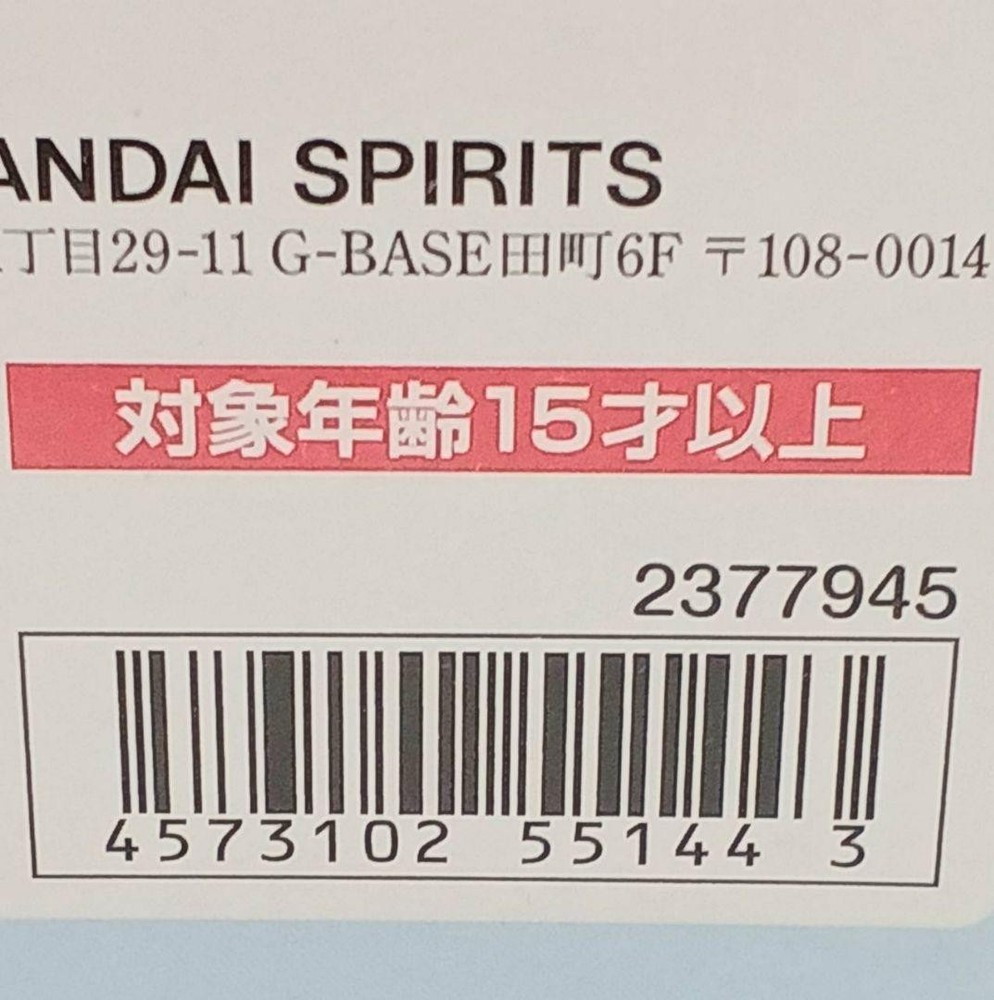 ANDAI SPIRITS
丁目29-11 G-BASE田町6F 〒108-0014
対象年齢15才以上
2377945
4573102 55144 3